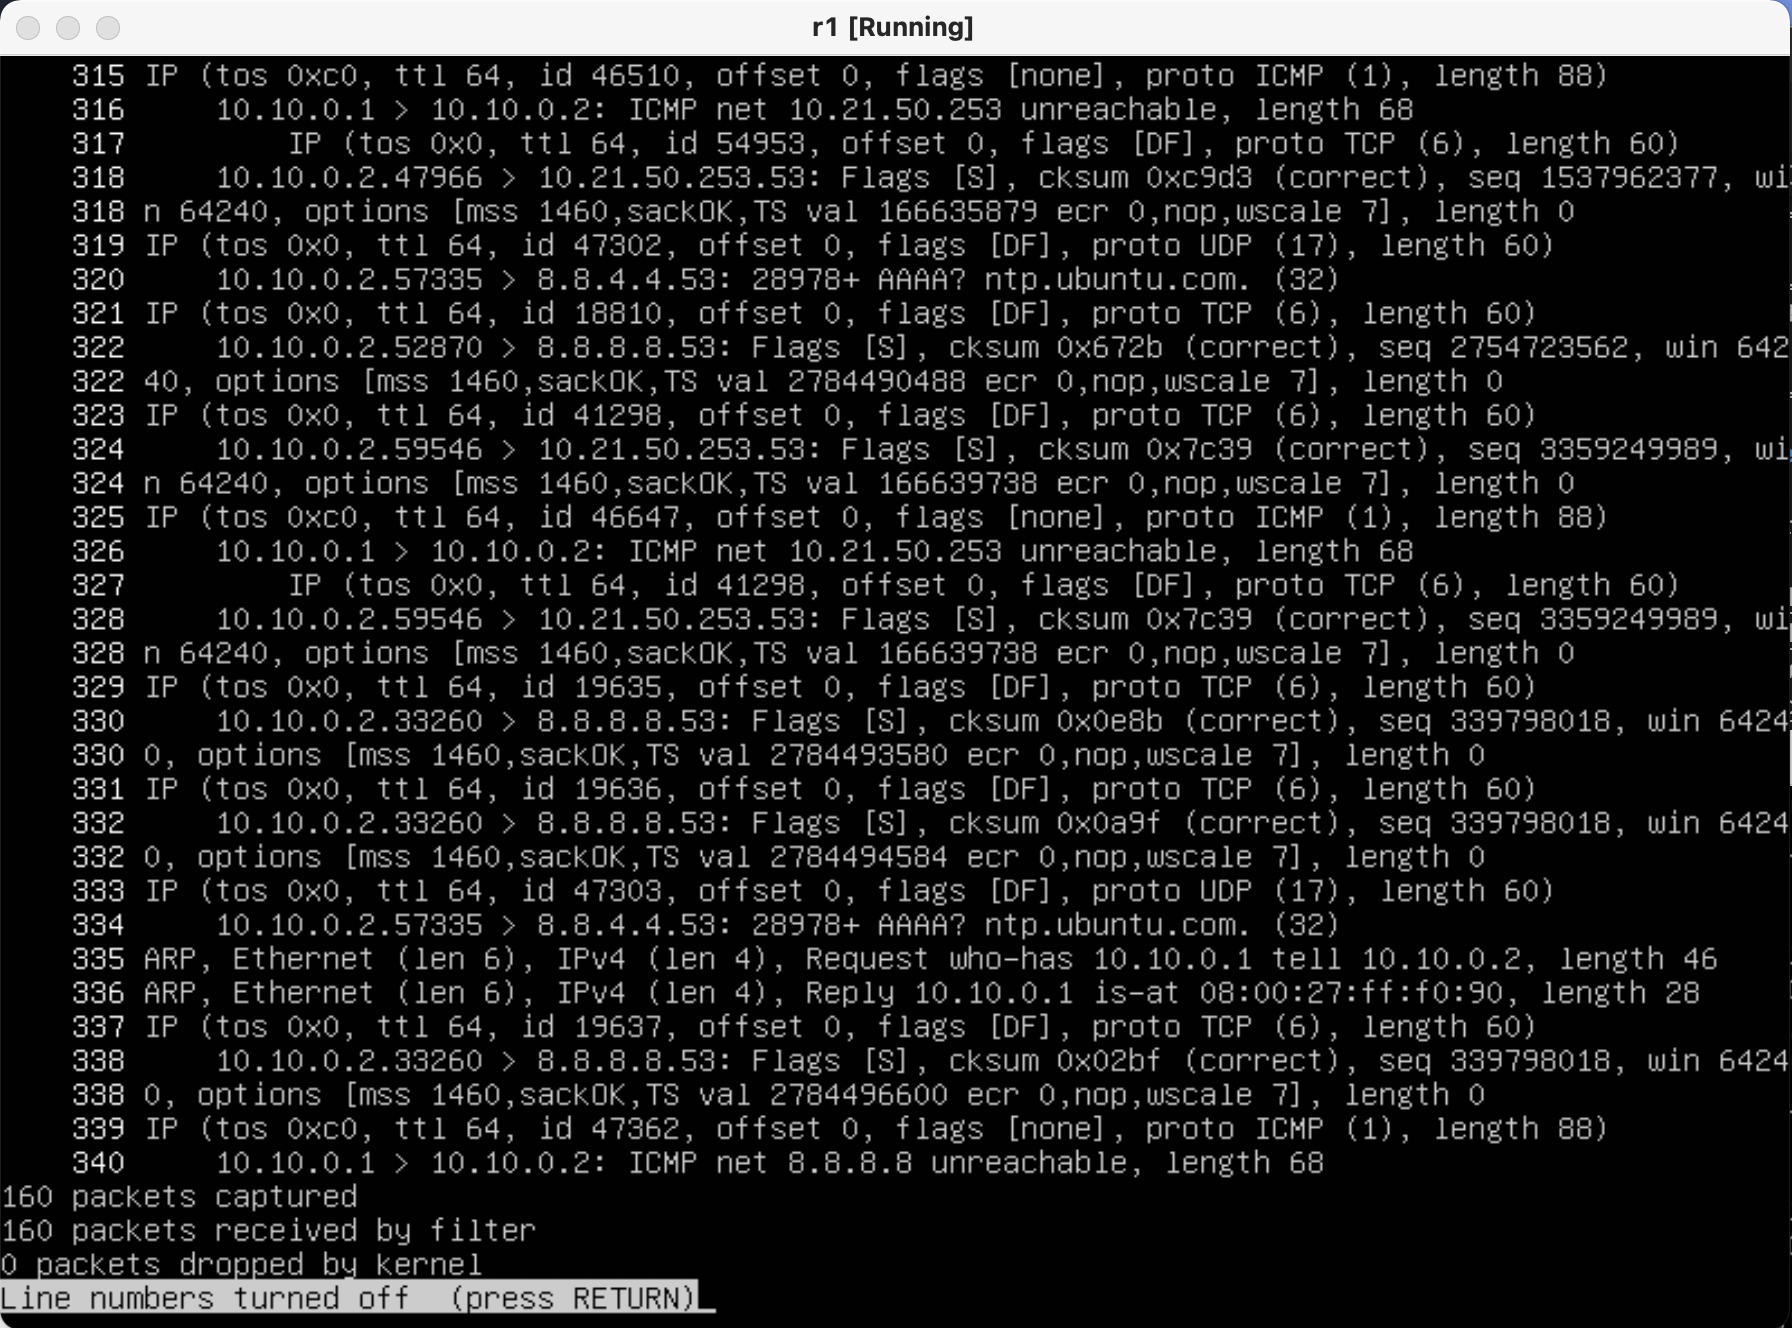 r1 [Running]
315 IP (tos 0xc0, ttl 64, id 46510, offset 0, flags [none], proto ICMP (1), length 88)
316     10.10.0.1 > 10.10.0.2: ICMP net 10.21.50.253 unreachable, length 68
317         IP (tos 0x0, ttl 64, id 54953, offset 0, flags [DF], proto TCP (6), length 60)
318     10.10.0.2.47966 > 10.21.50.253.53: Flags [S], cksum 0xc9d3 (correct), seq 1537962377, wi
318 n 64240, options [mss 1460,sackOK,TS val 166635879 ecr 0,nop,wscale 7], length 0
319 IP (tos 0x0, ttl 64, id 47302, offset 0, flags [DF], proto UDP (17), length 60)
320     10.10.0.2.57335 > 8.8.4.4.53: 28978+ AAAA? ntp.ubuntu.com. (32)
321 IP (tos 0x0, ttl 64, id 18810, offset 0, flags [DF], proto TCP (6), length 60)
322     10.10.0.2.52870 > 8.8.8.8.53: Flags [S], cksum 0x672b (correct), seq 2754723562, win 642
322 40, options [mss 1460,sackOK,TS val 2784490488 ecr 0,nop,wscale 7], length 0
323 IP (tos 0x0, ttl 64, id 41298, offset 0, flags [DF], proto TCP (6), length 60)
324     10.10.0.2.59546 > 10.21.50.253.53: Flags [S], cksum 0x7c39 (correct), seq 3359249989, wi
324 n 64240, options [mss 1460,sackOK,TS val 166639738 ecr 0,nop,wscale 7], length 0
325 IP (tos 0xc0, ttl 64, id 46647, offset 0, flags [none], proto ICMP (1), length 88)
326     10.10.0.1 > 10.10.0.2: ICMP net 10.21.50.253 unreachable, length 68
327         IP (tos 0x0, ttl 64, id 41298, offset 0, flags [DF], proto TCP (6), length 60)
328     10.10.0.2.59546 > 10.21.50.253.53: Flags [S], cksum 0x7c39 (correct), seq 3359249989, wi
328 n 64240, options [mss 1460,sackOK,TS val 166639738 ecr 0,nop,wscale 7], length 0
329 IP (tos 0x0, ttl 64, id 19635, offset 0, flags [DF], proto TCP (6), length 60)
330     10.10.0.2.33260 > 8.8.8.8.53: Flags [S], cksum 0x0e8b (correct), seq 339798018, win 6424
330 0, options [mss 1460,sackOK,TS val 2784493580 ecr 0,nop,wscale 7], length 0
331 IP (tos 0x0, ttl 64, id 19636, offset 0, flags [DF], proto TCP (6), length 60)
332     10.10.0.2.33260 > 8.8.8.8.53: Flags [S], cksum 0x0a9f (correct), seq 339798018, win 6424
332 0, options [mss 1460,sackOK,TS val 2784494584 ecr 0,nop,wscale 7], length 0
333 IP (tos 0x0, ttl 64, id 47303, offset 0, flags [DF], proto UDP (17), length 60)
334     10.10.0.2.57335 > 8.8.4.4.53: 28978+ AAAA? ntp.ubuntu.com. (32)
335 ARP, Ethernet (len 6), IPv4 (len 4), Request who-has 10.10.0.1 tell 10.10.0.2, length 46
336 ARP, Ethernet (len 6), IPv4 (len 4), Reply 10.10.0.1 is-at 08:00:27:ff:f0:90, length 28
337 IP (tos 0x0, ttl 64, id 19637, offset 0, flags [DF], proto TCP (6), length 60)
338     10.10.0.2.33260 > 8.8.8.8.53: Flags [S], cksum 0x02bf (correct), seq 339798018, win 6424
338 0, options [mss 1460,sackOK,TS val 2784496600 ecr 0,nop,wscale 7], length 0
339 IP (tos 0xc0, ttl 64, id 47362, offset 0, flags [none], proto ICMP (1), length 88)
340     10.10.0.1 > 10.10.0.2: ICMP net 8.8.8.8 unreachable, length 68
160 packets captured
160 packets received by filter
0 packets dropped by kernel
Line numbers turned off  (press RETURN)